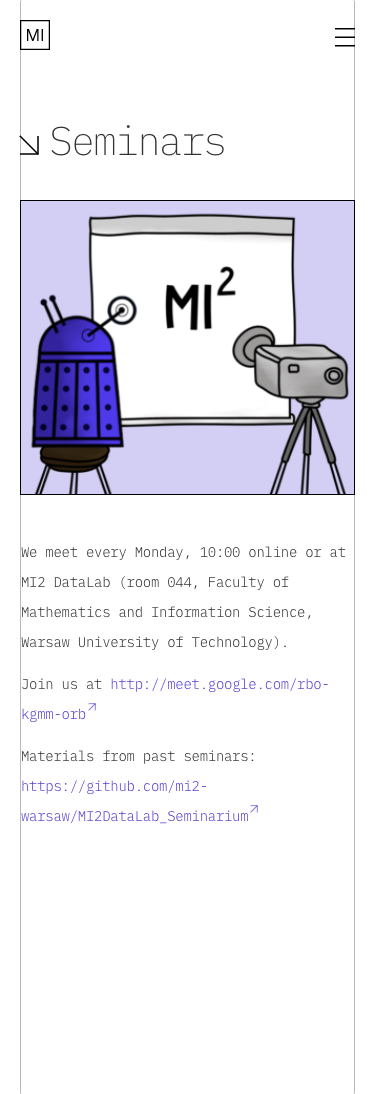 MI
Seminars
MI²
We meet every Monday, 10:00 online or at
MI2 DataLab (room 044, Faculty of
Mathematics and Information Science,
Warsaw University of Technology).
Join us at http://meet.google.com/rbo-
kgmm-orb
Materials from past seminars:
https://github.com/mi2-
warsaw/MI2DataLab_Seminarium